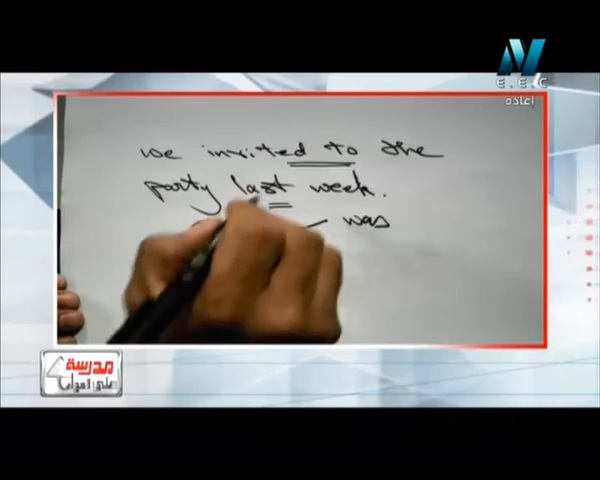 E.E.C
إعادة
we invited to the
party last week.
was
مدرسة
على الهواء